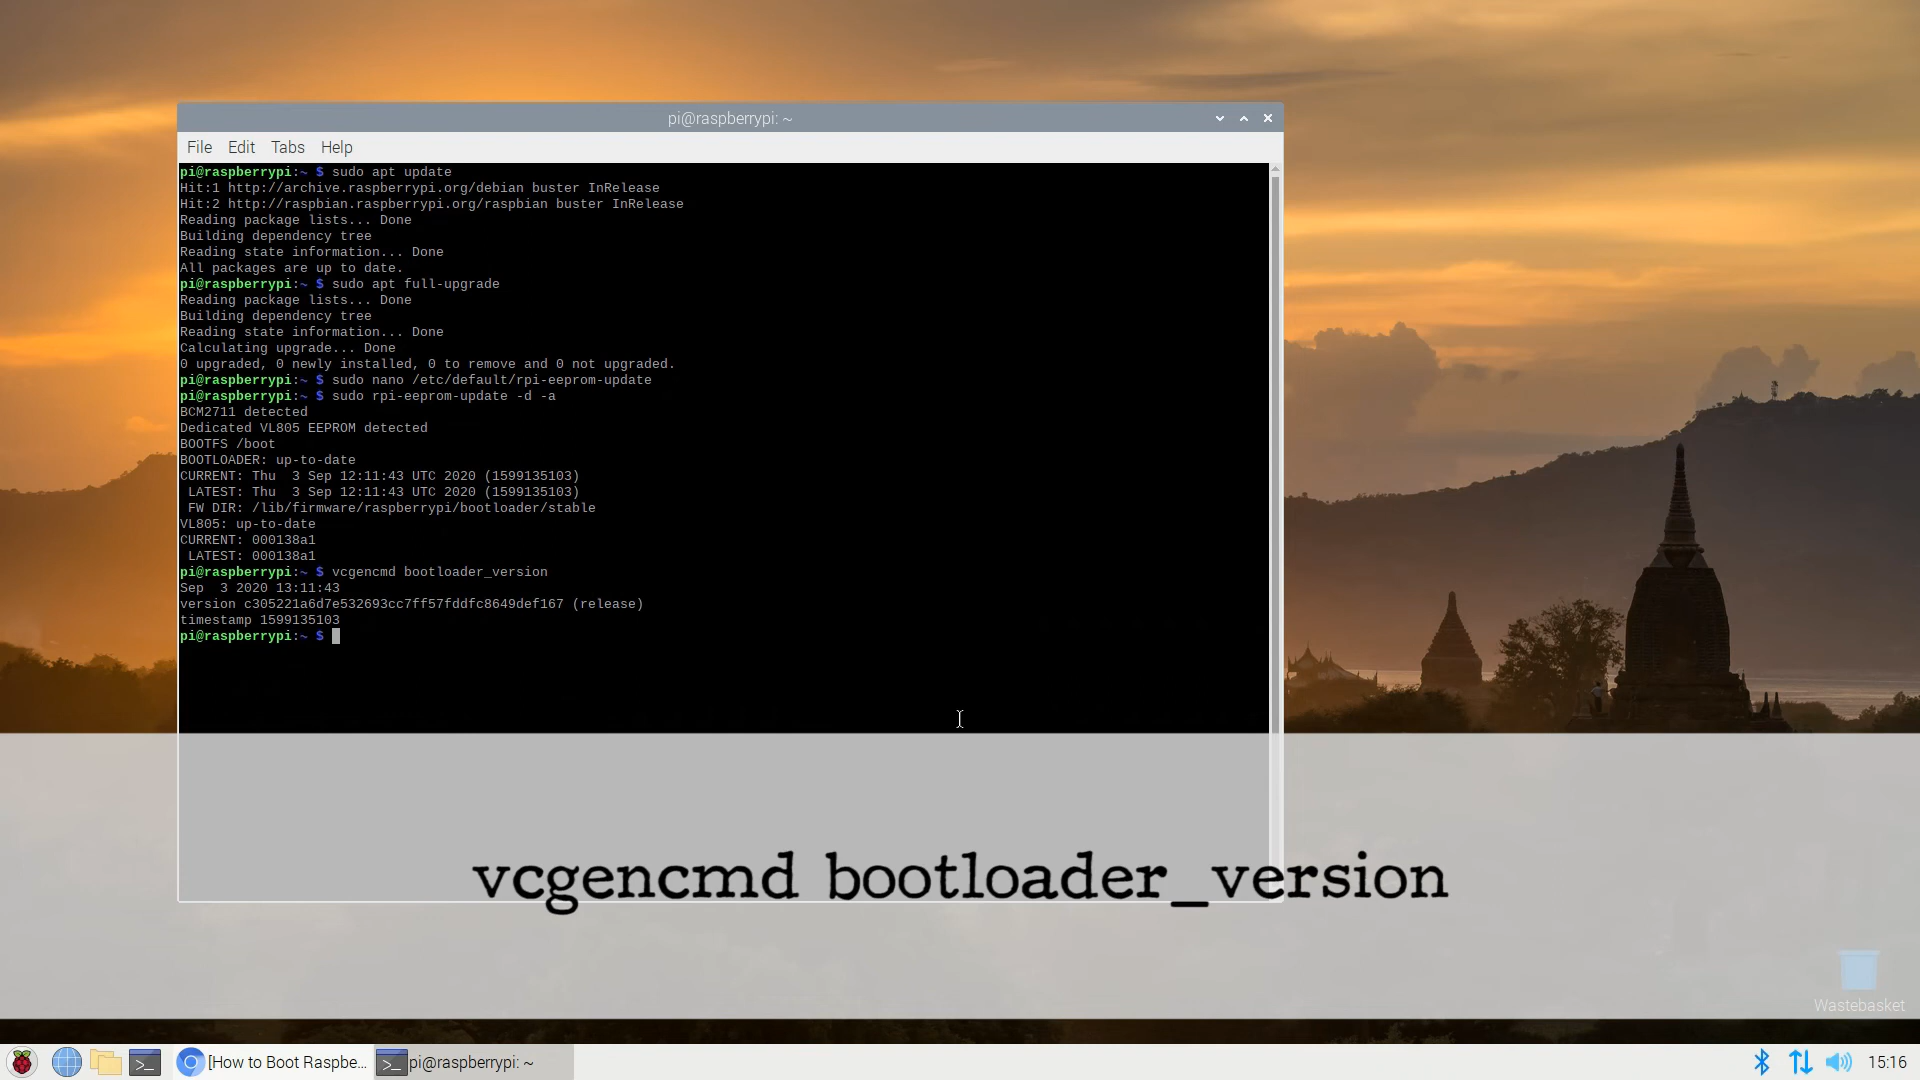 pi@raspberrypi: ~
File Edit Tabs Help
pi@raspberrypi:~ $ sudo apt update
Hit:1 http://archive.raspberrypi.org/debian buster InRelease
Hit:2 http://raspbian.raspberrypi.org/raspbian buster InRelease
Reading package lists... Done
Building dependency tree
Reading state information... Done
All packages are up to date.
pi@raspberrypi:~ $ sudo apt full-upgrade
Reading package lists... Done
Building dependency tree
Reading state information... Done
Calculating upgrade... Done
0 upgraded, 0 newly installed, 0 to remove and 0 not upgraded.
pi@raspberrypi:~ $ sudo nano /etc/default/rpi-eeprom-update
pi@raspberrypi:~ $ sudo rpi-eeprom-update -d -a
BCM2711 detected
Dedicated VL805 EEPROM detected
BOOTFS /boot
BOOTLOADER: up-to-date
CURRENT: Thu  3 Sep 12:11:43 UTC 2020 (1599135103)
 LATEST: Thu  3 Sep 12:11:43 UTC 2020 (1599135103)
 FW DIR: /lib/firmware/raspberrypi/bootloader/stable
VL805: up-to-date
CURRENT: 000138a1
 LATEST: 000138a1
pi@raspberrypi:~ $ vcgencmd bootloader_version
Sep  3 2020 13:11:43
version c305221a6d7e532693cc7ff57fddfc8649def167 (release)
timestamp 1599135103
pi@raspberrypi:~ $
vcgencmd bootloader_version
Wastebasket
[How to Boot Raspbe... pi@raspberrypi: ~ 15:16